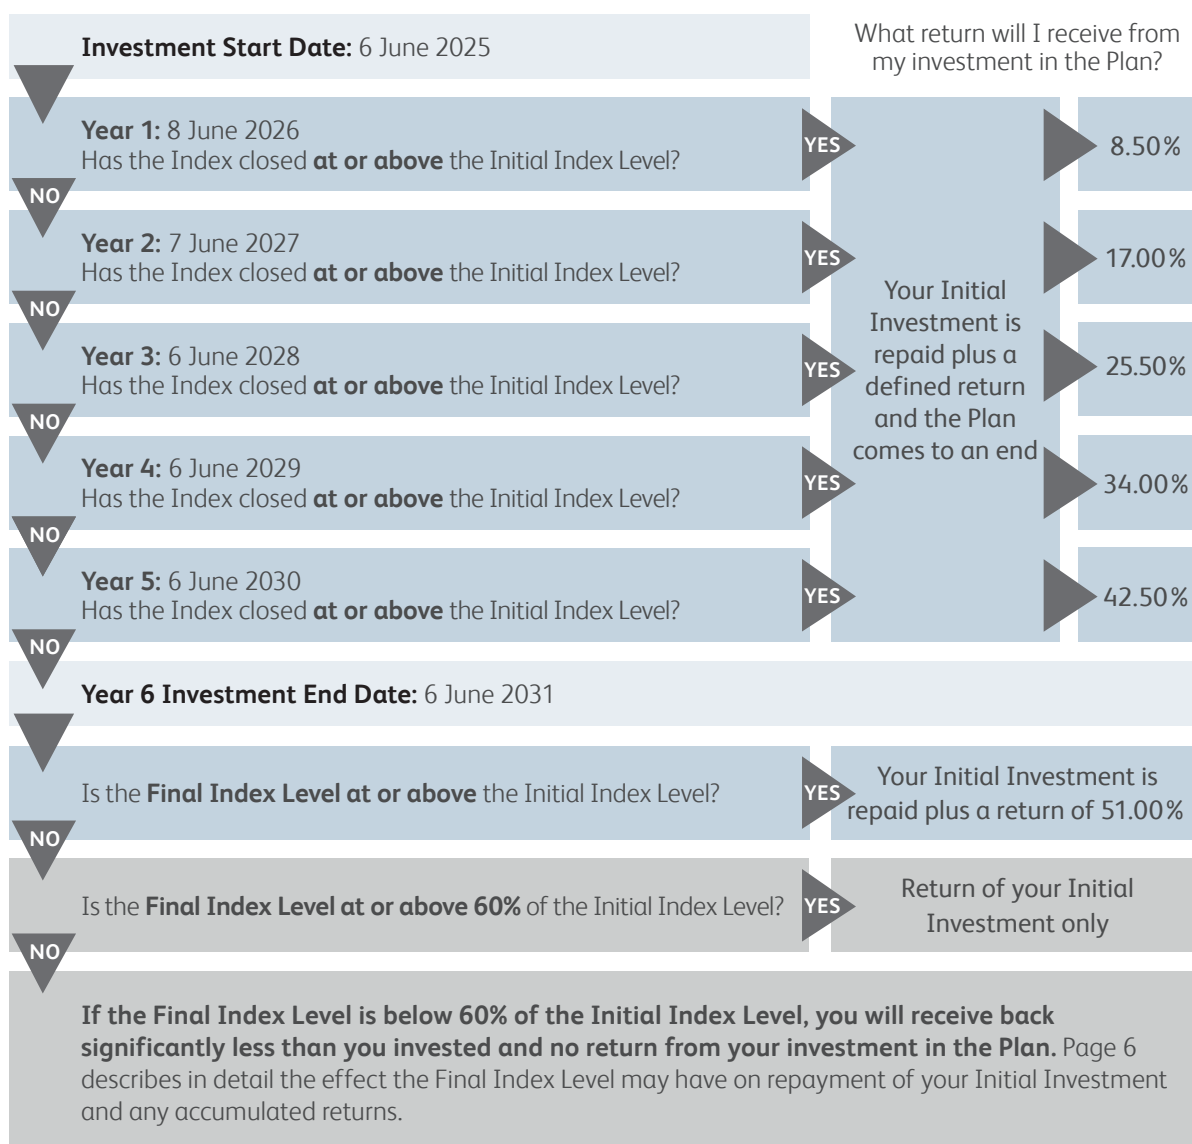 Investment Start Date: 6 June 2025
What return will I receive from
my investment in the Plan?
Year 1: 8 June 2026
Has the Index closed at or above the Initial Index Level?
YES
8.50%
NO
Year 2: 7 June 2027
Has the Index closed at or above the Initial Index Level?
YES
17.00%
NO
Year 3: 6 June 2028
Has the Index closed at or above the Initial Index Level?
YES
25.50%
NO
Year 4: 6 June 2029
Has the Index closed at or above the Initial Index Level?
YES
34.00%
NO
Year 5: 6 June 2030
Has the Index closed at or above the Initial Index Level?
YES
42.50%
NO
Your Initial
Investment is
repaid plus a
defined return
and the Plan
comes to an end
Year 6 Investment End Date: 6 June 2031
Is the Final Index Level at or above the Initial Index Level?
YES
Your Initial Investment is
repaid plus a return of 51.00%
NO
Is the Final Index Level at or above 60% of the Initial Index Level?
YES
Return of your Initial
Investment only
NO
If the Final Index Level is below 60% of the Initial Index Level, you will receive back
significantly less than you invested and no return from your investment in the Plan. Page 6
describes in detail the effect the Final Index Level may have on repayment of your Initial Investment
and any accumulated returns.